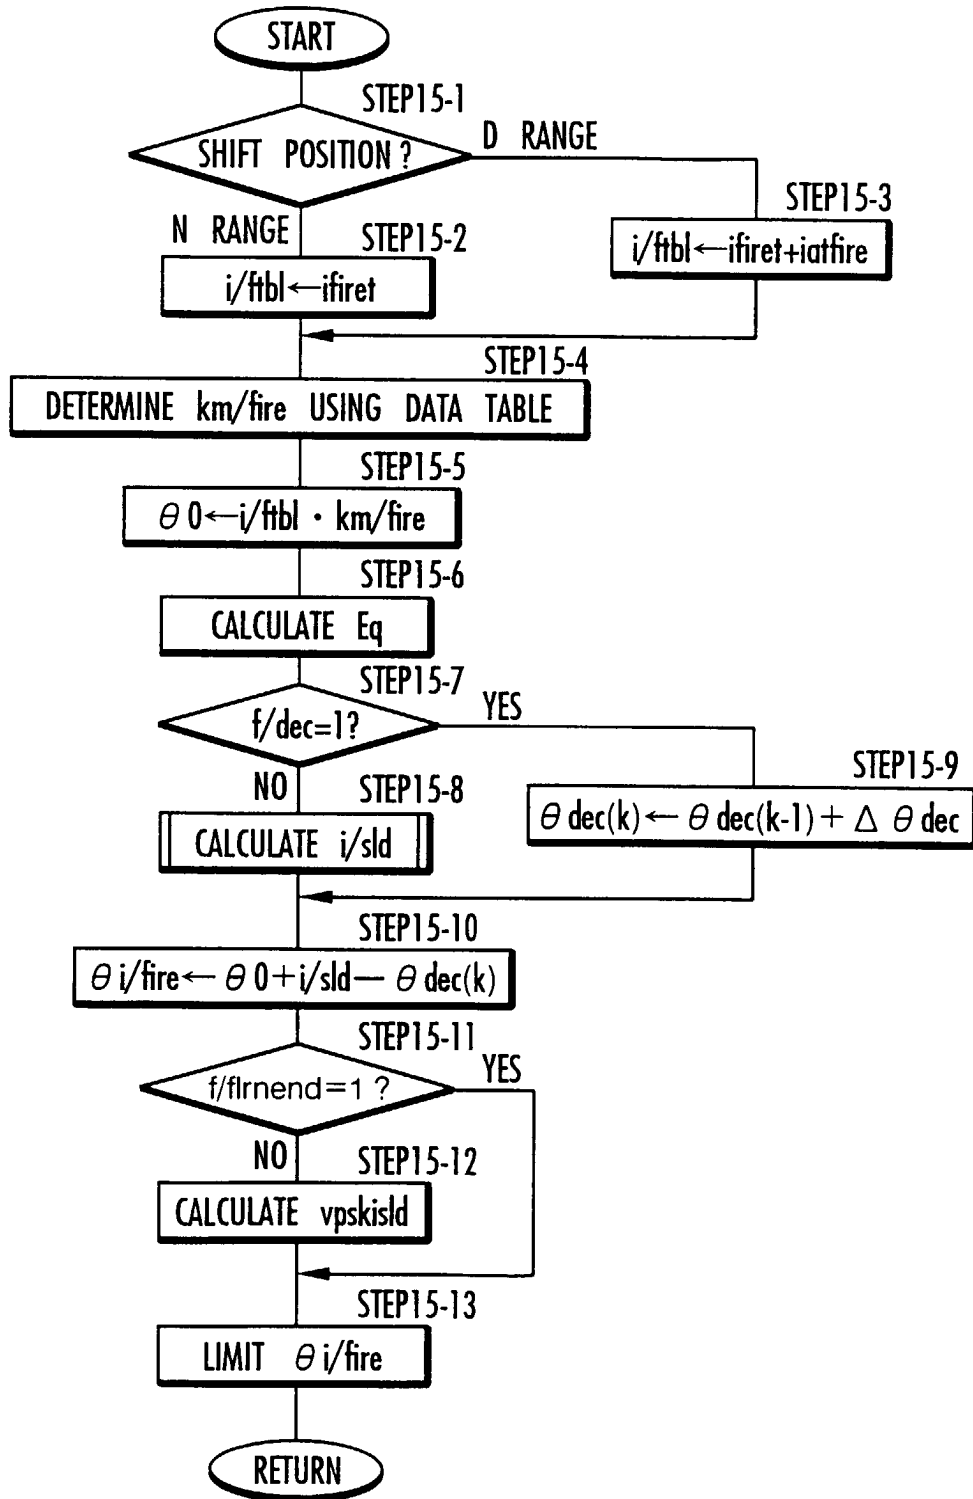 START
STEP15-1
SHIFT POSITION?
D RANGE
N RANGE
STEP15-2
i/ftbl←ifiret
STEP15-3
i/ftbl←ifiret+iatfire
STEP15-4
DETERMINE km/fire USING DATA TABLE
STEP15-5
θ0←i/ftbl · km/fire
STEP15-6
CALCULATE Eq
STEP15-7
f/dec=1?
YES
NO
STEP15-8
CALCULATE i/sld
STEP15-9
θdec(k)←θdec(k-1)+Δθdec
STEP15-10
θi/fire←θ0+i/sld—θdec(k)
STEP15-11
f/flrnend=1?
YES
NO
STEP15-12
CALCULATE vpskisld
STEP15-13
LIMIT θi/fire
RETURN